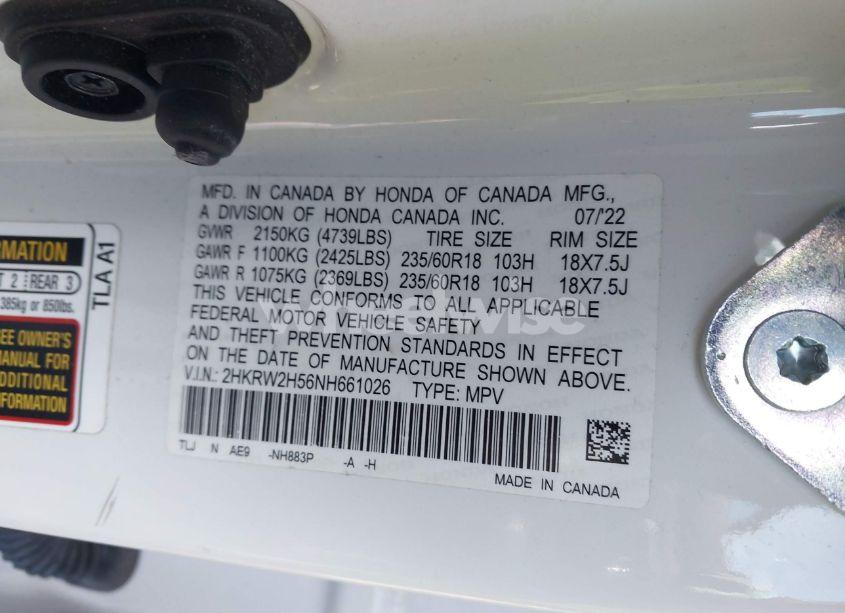 MFD. IN CANADA BY HONDA OF CANADA MFG.,
A DIVISION OF HONDA CANADA INC. 07/'22
GVWR 2150KG (4739LBS) TIRE SIZE RIM SIZE
GAWR F 1100KG (2425LBS) 235/60R18 103H 18X7.5J
GAWR R 1075KG (2369LBS) 235/60R18 103H 18X7.5J
THIS VEHICLE CONFORMS TO ALL APPLICABLE
FEDERAL MOTOR VEHICLE SAFETY
AND THEFT PREVENTION STANDARDS IN EFFECT
ON THE DATE OF MANUFACTURE SHOWN ABOVE.
V.I.N.: 2HKRW2H56NH661026 TYPE: MPV
TLJ N AE9 -NH883P -A -H
MADE IN CANADA
RMATION
T 2 REAR 3
385kg or 850lbs.
TLA A1
EE OWNER'S
MANUAL FOR
ADDITIONAL
INFORMATION